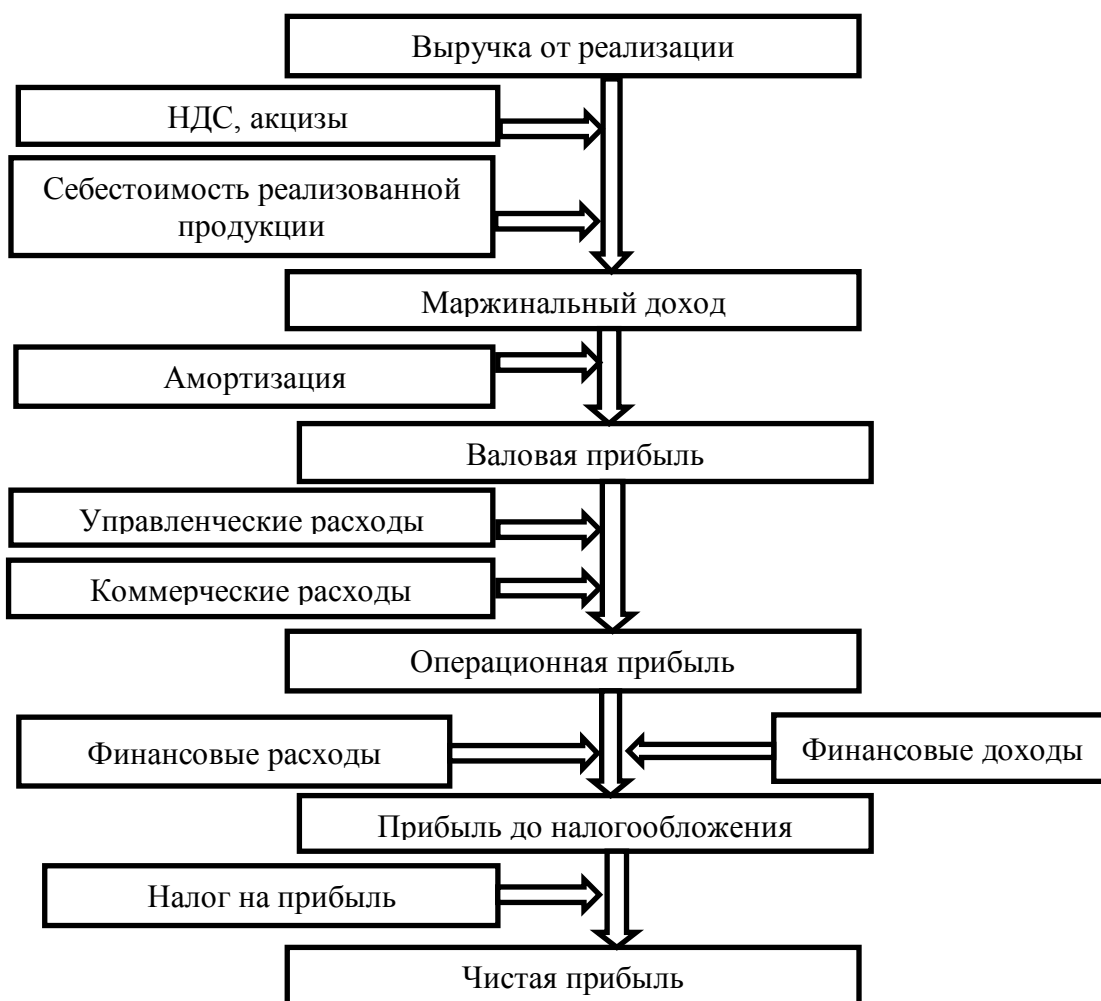 Выручка от реализации
НДС, акцизы
Себестоимость реализованной
продукции
Маржинальный доход
Амортизация
Валовая прибыль
Управленческие расходы
Коммерческие расходы
Операционная прибыль
Финансовые расходы
Финансовые доходы
Прибыль до налогообложения
Налог на прибыль
Чистая прибыль